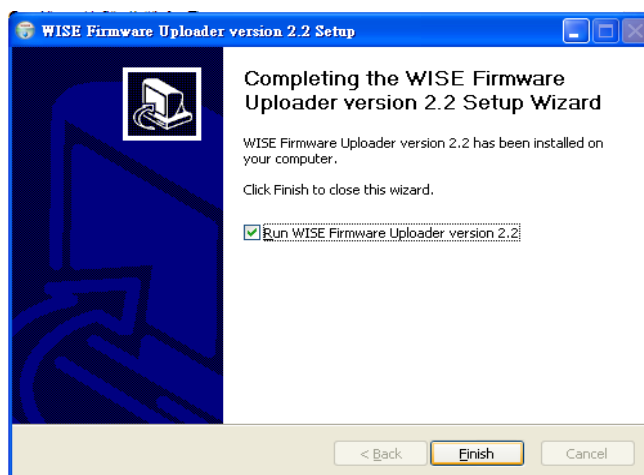 WISE Firmware Uploader version 2.2 Setup
Completing the WISE Firmware
Uploader version 2.2 Setup Wizard
WISE Firmware Uploader version 2.2 has been installed on
your computer.
Click Finish to close this wizard.
Run WISE Firmware Uploader version 2.2
< Back
Finish
Cancel